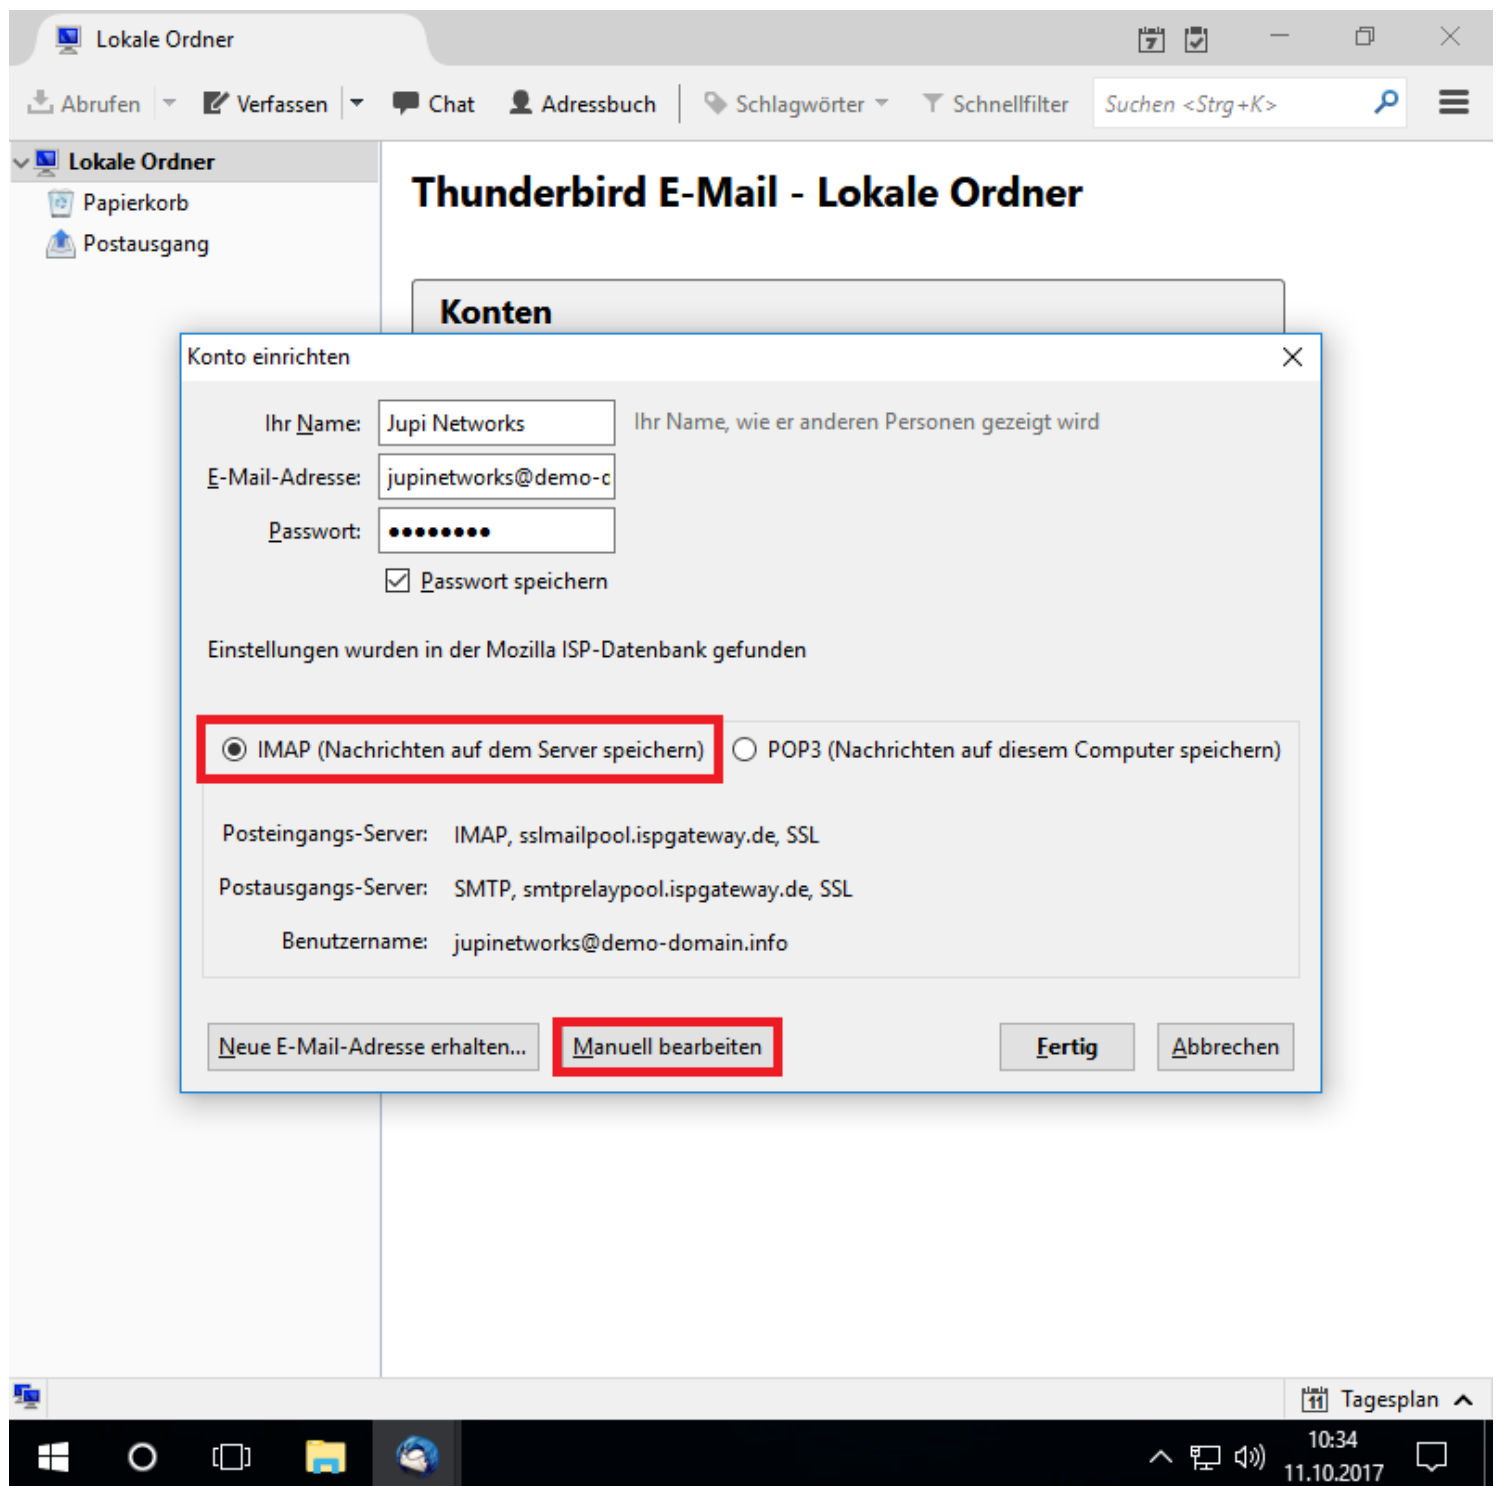 Lokale Ordner
7
Abrufen Verfassen Chat Adressbuch Schlagwörter Schnellfilter Suchen <Strg+K>
Lokale Ordner
Papierkorb
Postausgang
Thunderbird E-Mail - Lokale Ordner
Konten
Konto einrichten
Ihr Name: Jupi Networks Ihr Name, wie er anderen Personen gezeigt wird
E-Mail-Adresse: jupinetworks@demo-c
Passwort: ••••••••
Passwort speichern
Einstellungen wurden in der Mozilla ISP-Datenbank gefunden
IMAP (Nachrichten auf dem Server speichern) POP3 (Nachrichten auf diesem Computer speichern)
Posteingangs-Server: IMAP, sslmailpool.ispgateway.de, SSL
Postausgangs-Server: SMTP, smtprelaypool.ispgateway.de, SSL
Benutzername: jupinetworks@demo-domain.info
Neue E-Mail-Adresse erhalten... Manuell bearbeiten Fertig Abbrechen
11 Tagesplan
10:34
11.10.2017